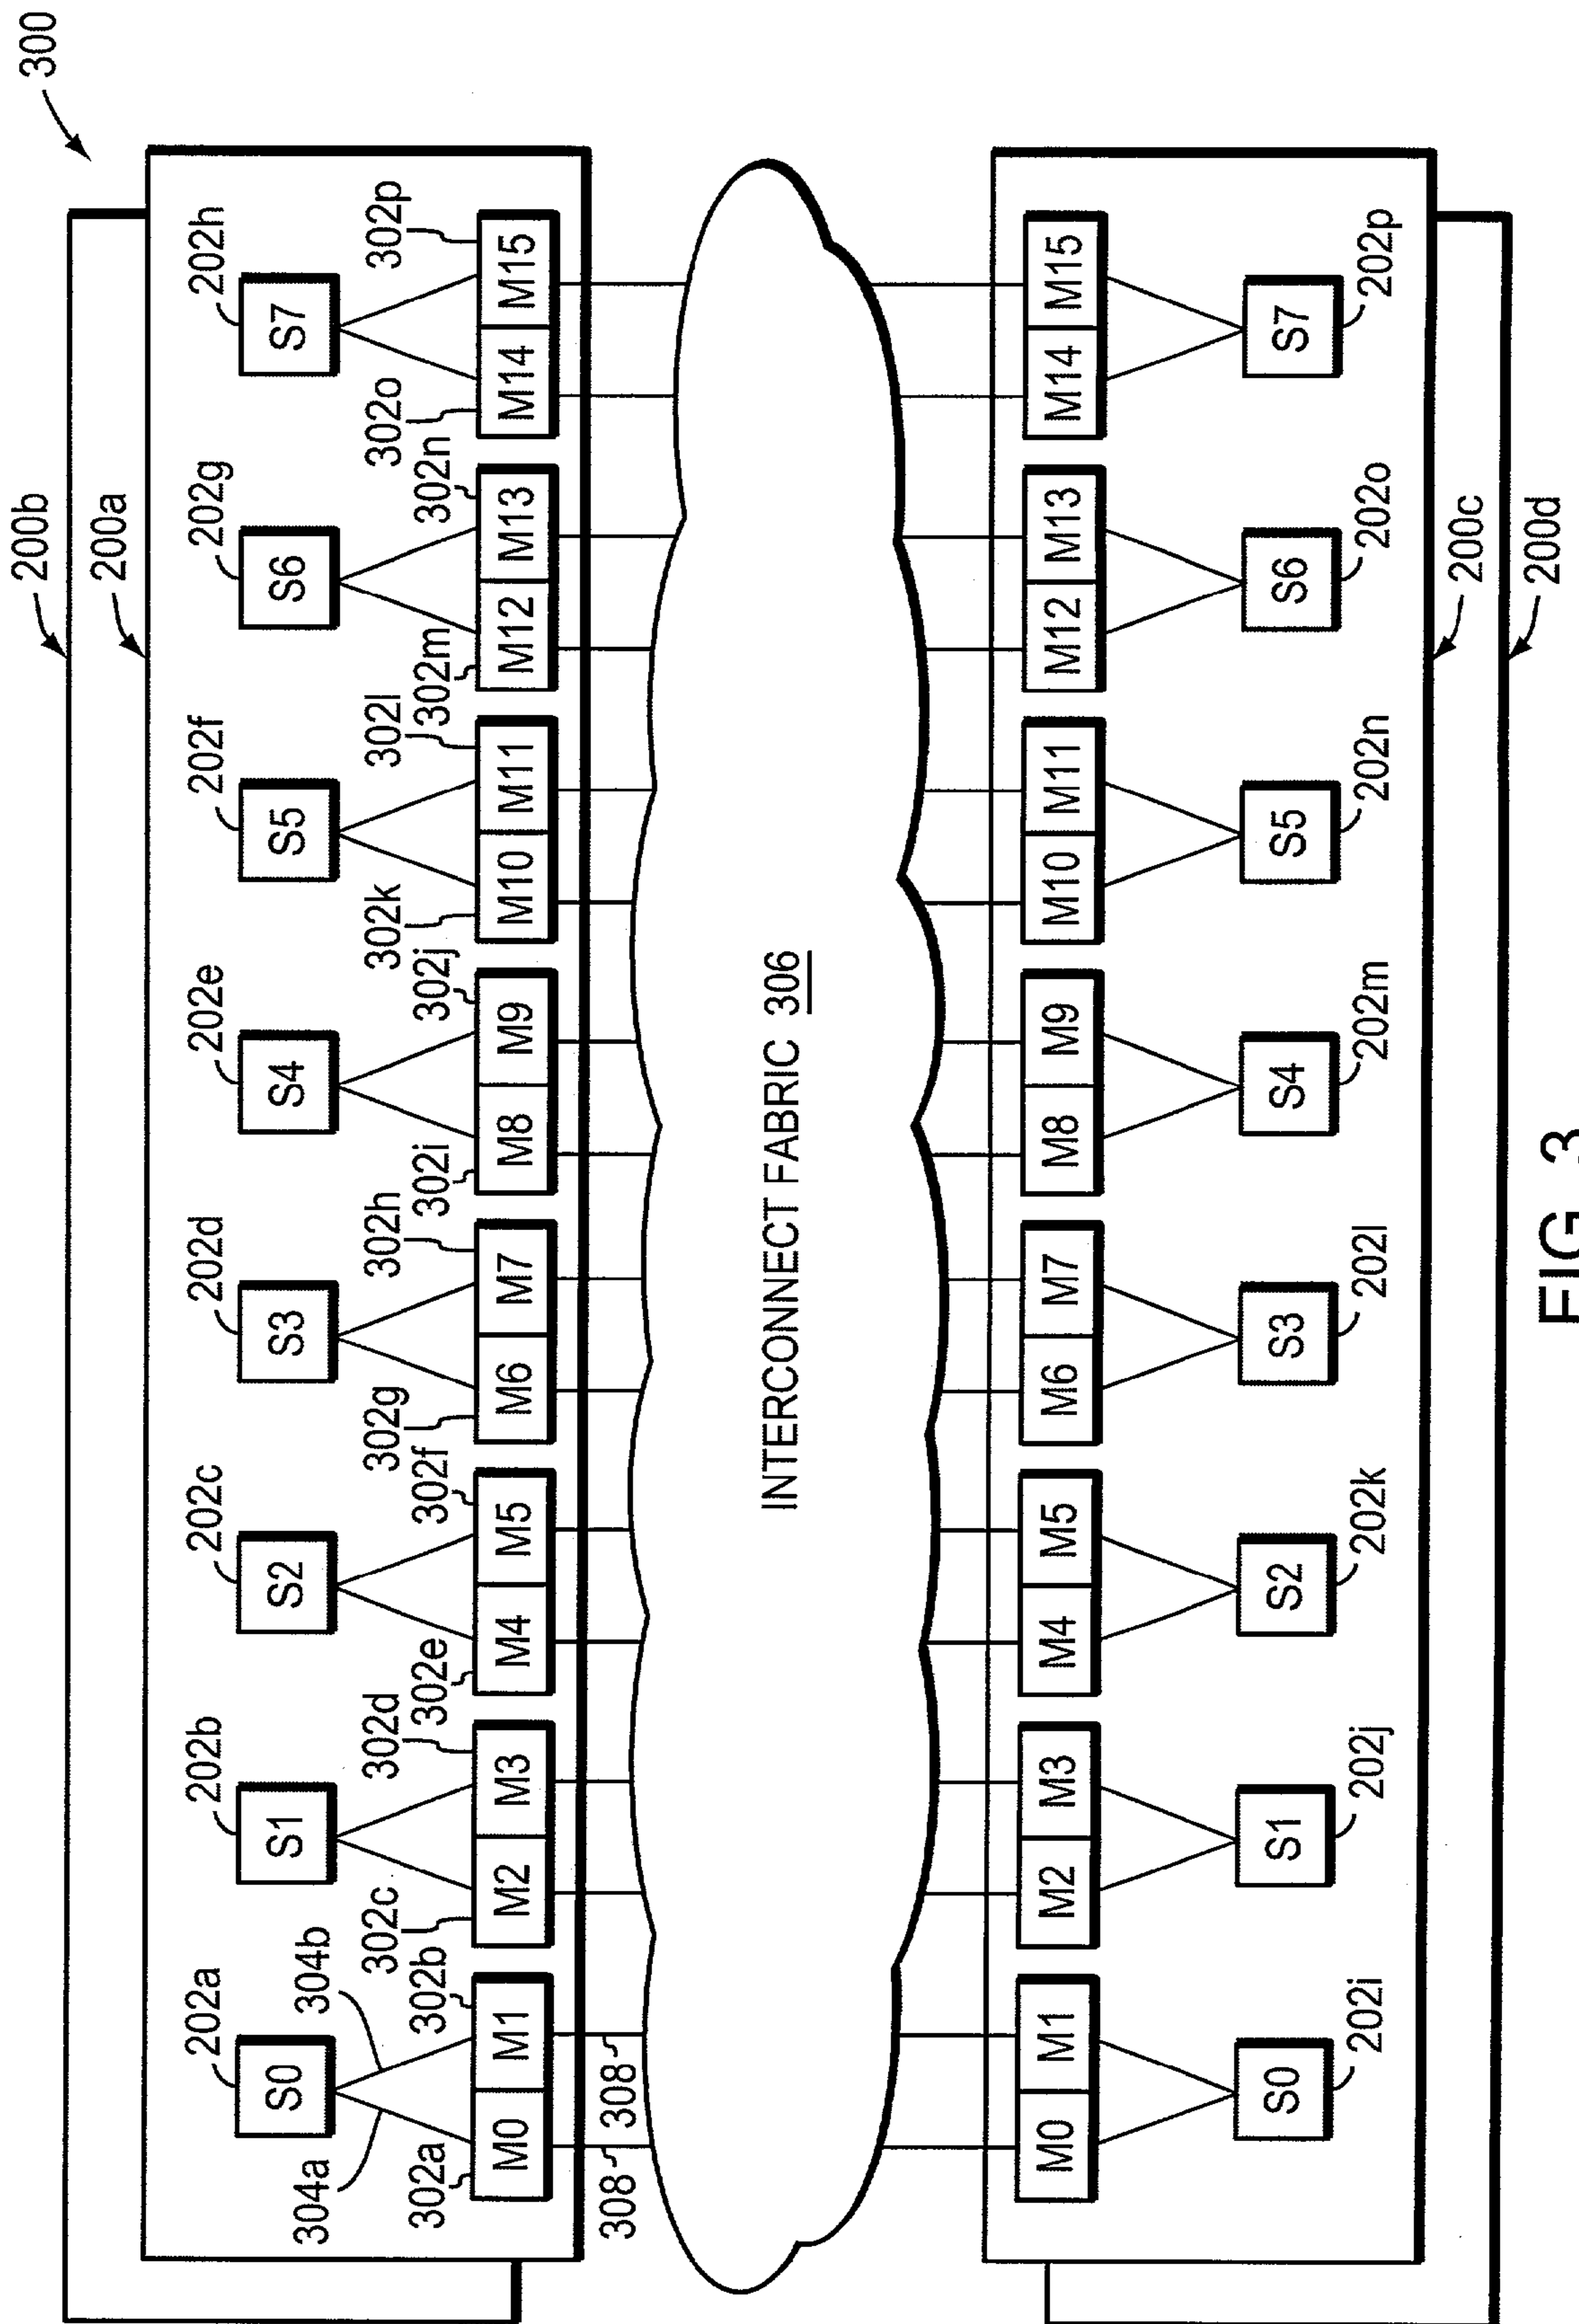 300
200b
200a
202a 202b 202c 202d 202e 202f 202g 202h
S0 S1 S2 S3 S4 S5 S6 S7
304a 304b
302a 302b 302c 302d 302e 302f 302g 302h 302i 302j 302k 302l 302m 302n 302o 302p
M0 M1 M2 M3 M4 M5 M6 M7 M8 M9 M10 M11 M12 M13 M14 M15
308 308
INTERCONNECT FABRIC 306
M0 M1 M2 M3 M4 M5 M6 M7 M8 M9 M10 M11 M12 M13 M14 M15
S0 S1 S2 S3 S4 S5 S6 S7
202i 202j 202k 202l 202m 202n 202o 202p
200c
200d
FIG. 3